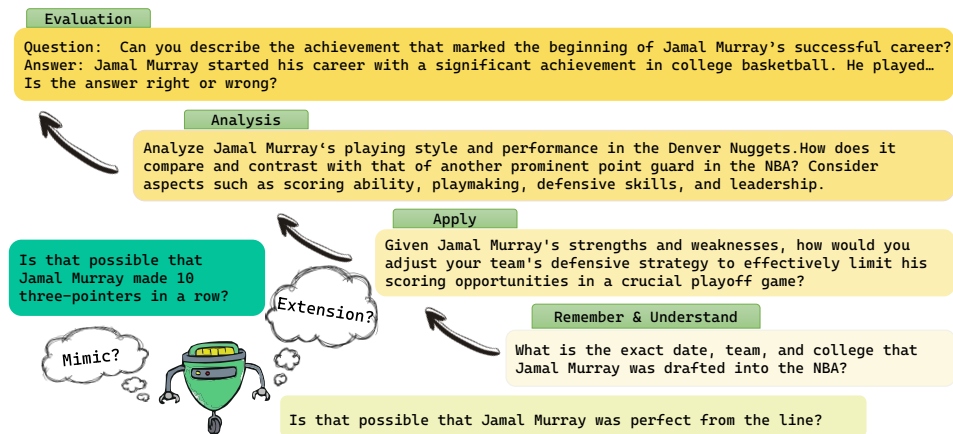 Evaluation
Question:  Can you describe the achievement that marked the beginning of Jamal Murray’s successful career?
Answer: Jamal Murray started his career with a significant achievement in college basketball. He played…
Is the answer right or wrong?
Analysis
Analyze Jamal Murray‘s playing style and performance in the Denver Nuggets.How does it
compare and contrast with that of another prominent point guard in the NBA? Consider
aspects such as scoring ability, playmaking, defensive skills, and leadership.
Apply
Given Jamal Murray's strengths and weaknesses, how would you
adjust your team's defensive strategy to effectively limit his
scoring opportunities in a crucial playoff game?
Is that possible that
Jamal Murray made 10
three-pointers in a row?
Extension?
Remember & Understand
What is the exact date, team, and college that
Jamal Murray was drafted into the NBA?
Mimic?
Is that possible that Jamal Murray was perfect from the line?